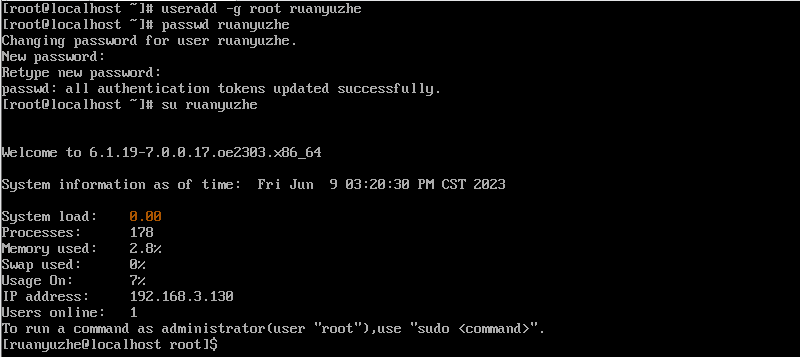 [root@localhost ~]# useradd -g root ruanyuzhe
[root@localhost ~]# passwd ruanyuzhe
Changing password for user ruanyuzhe.
New password:
Retype new password:
passwd: all authentication tokens updated successfully.
[root@localhost ~]# su ruanyuzhe
Welcome to 6.1.19-7.0.0.17.oe2303.x86_64
System information as of time:  Fri Jun  9 03:20:30 PM CST 2023
System load:    0.00
Processes:      178
Memory used:    2.8%
Swap used:      0%
Usage On:       7%
IP address:     192.168.3.130
Users online:   1
To run a command as administrator(user "root"),use "sudo <command>".
[ruanyuzhe@localhost root]$